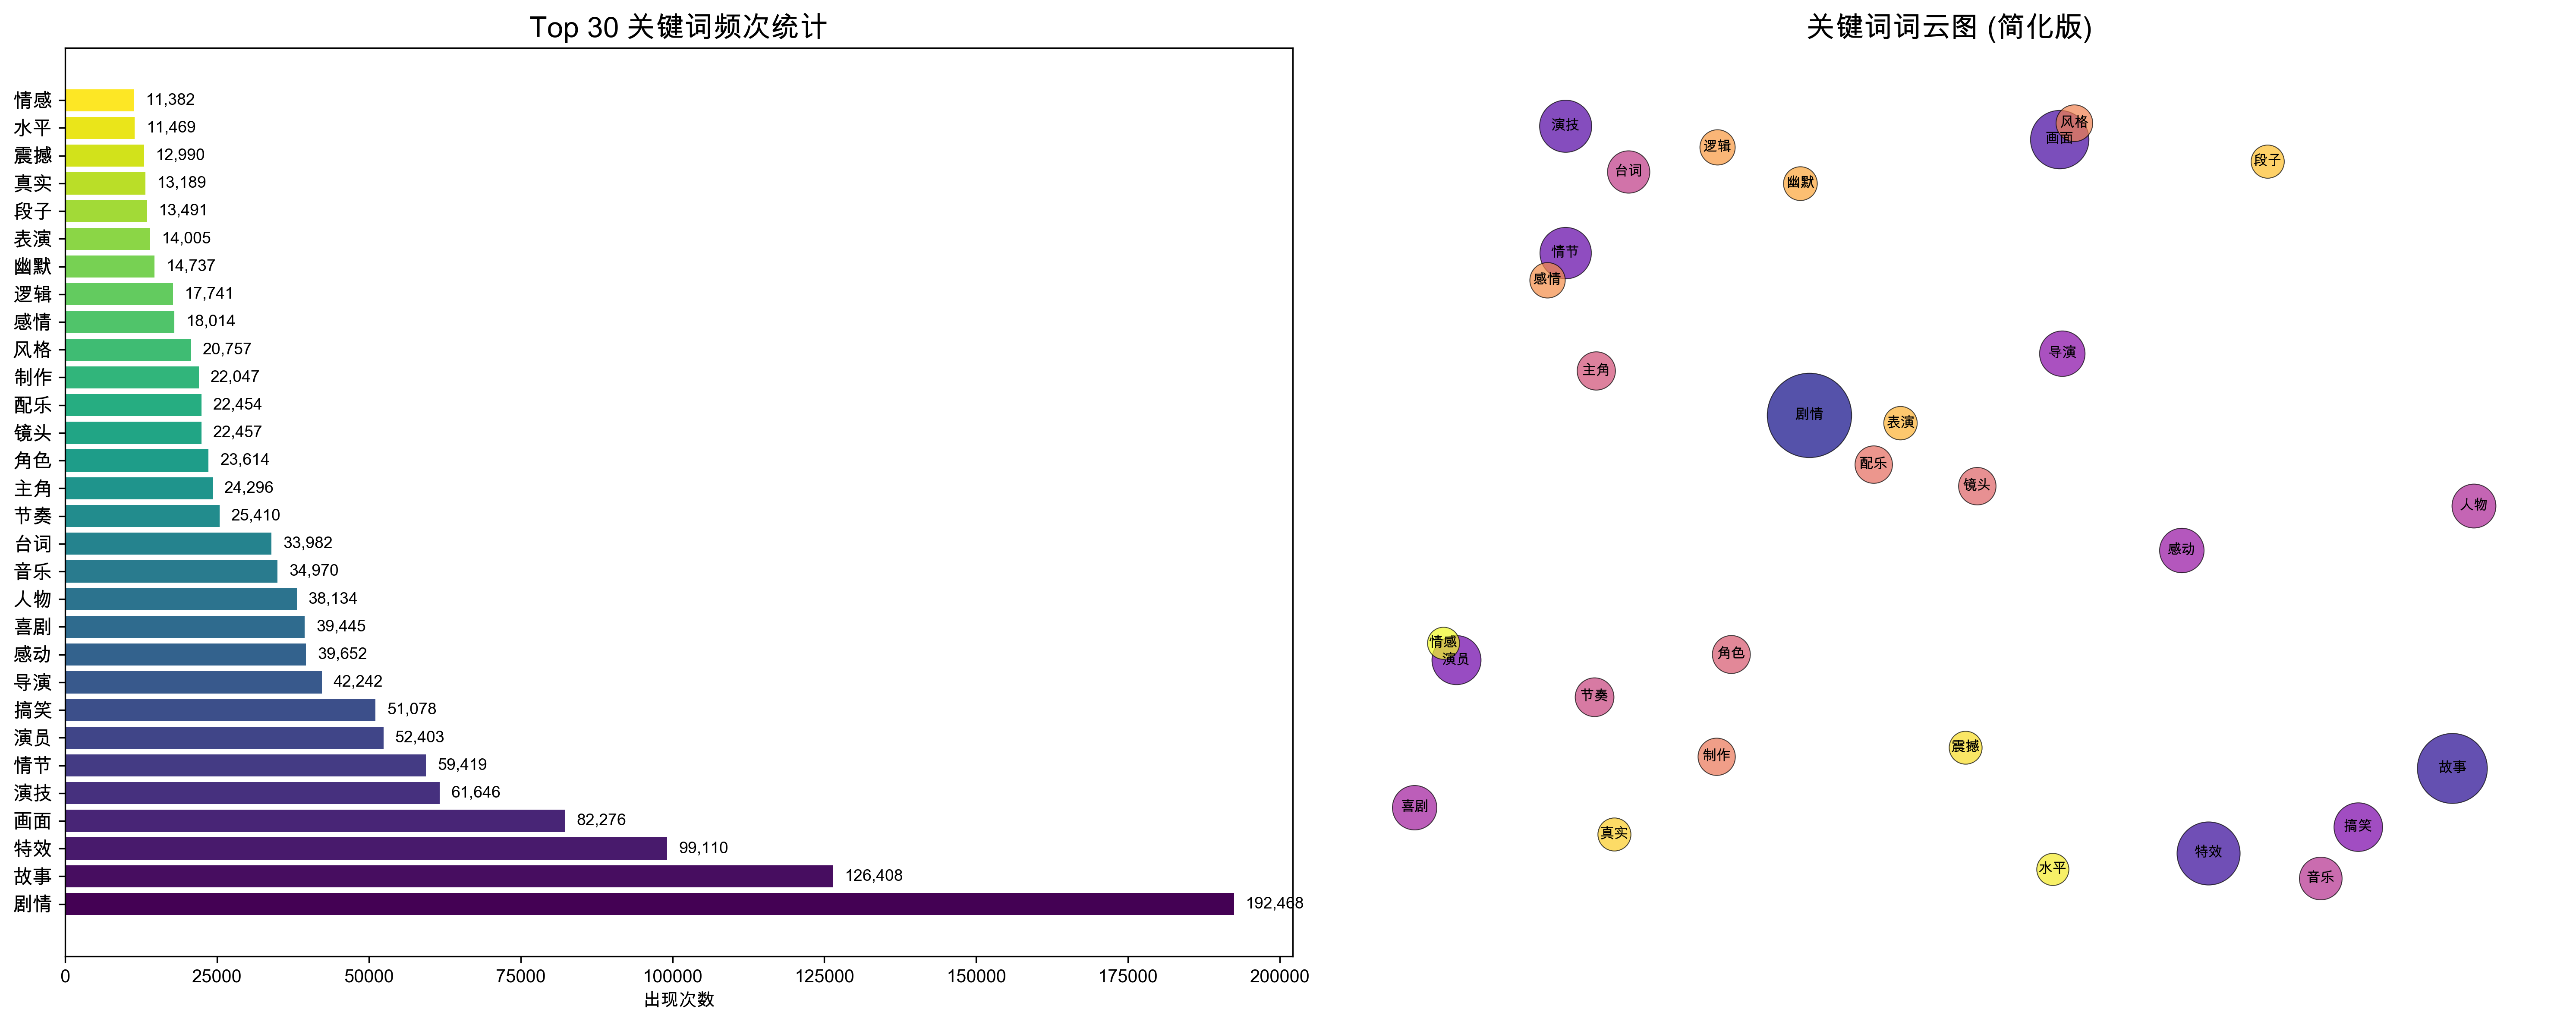 Top 30 关键词频次统计
情感 11,382
水平 11,469
震撼 12,990
真实 13,189
段子 13,491
表演 14,005
幽默 14,737
逻辑 17,741
感情 18,014
风格 20,757
制作 22,047
配乐 22,454
镜头 22,457
角色 23,614
主角 24,296
节奏 25,410
台词 33,982
音乐 34,970
人物 38,134
喜剧 39,445
感动 39,652
导演 42,242
搞笑 51,078
演员 52,403
情节 59,419
演技 61,646
画面 82,276
特效 99,110
故事 126,408
剧情 192,468
0 25000 50000 75000 100000 125000 150000 175000 200000
出现次数
关键词词云图 (简化版)
风格
演技
画面
逻辑
段子
台词
幽默
情节
感情
导演
主角
剧情
表演
配乐
镜头
人物
感动
情感
角色
演员
节奏
震撼
制作
故事
喜剧
搞笑
真实
特效
水平
音乐